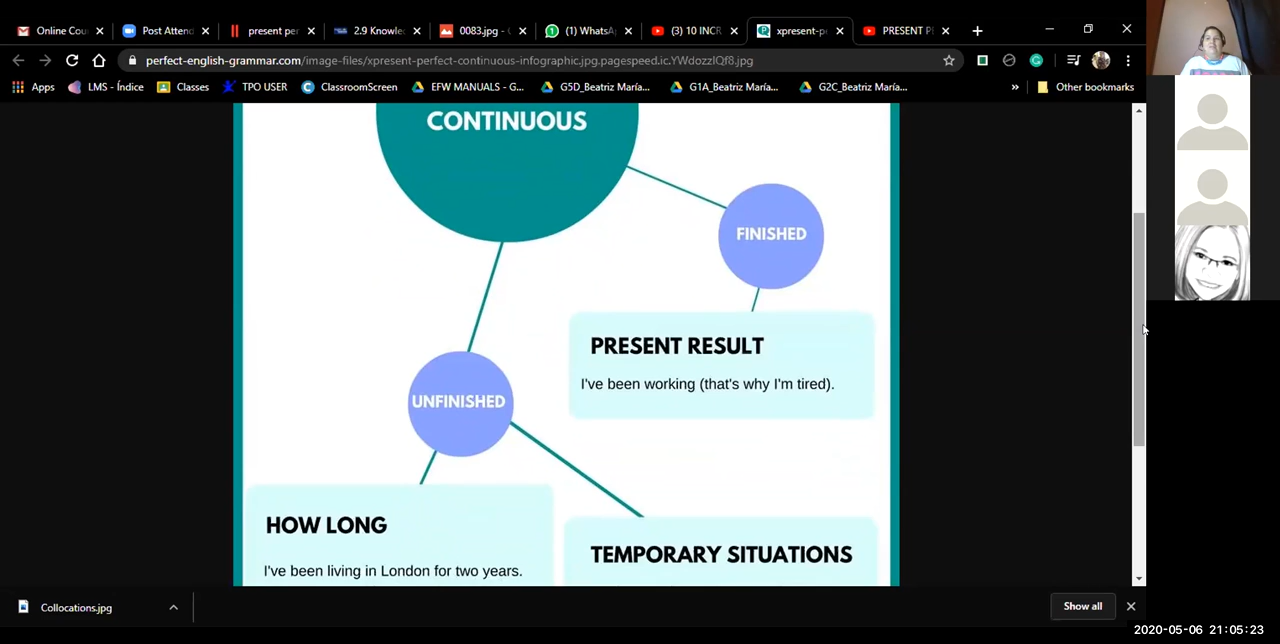 Online Cou
Post Attend
present per
2.9 Knowled
0083.jpg -
(1) WhatsA
(3) 10 INCR
xpresent-p
PRESENT P
perfect-english-grammar.com/image-files/xpresent-perfect-continuous-infographic.jpg.pagespeed.ic.YWdozzlQf8.jpg
Apps
LMS - Índice
Classes
TPO USER
ClassroomScreen
EFW MANUALS - G...
G5D_Beatriz María...
G1A_Beatriz María...
G2C_Beatriz María...
»
Other bookmarks
CONTINUOUS
FINISHED
PRESENT RESULT
I've been working (that's why I'm tired).
UNFINISHED
HOW LONG
I've been living in London for two years.
TEMPORARY SITUATIONS
Collocations.jpg
Show all
2020-05-06 21:05:23